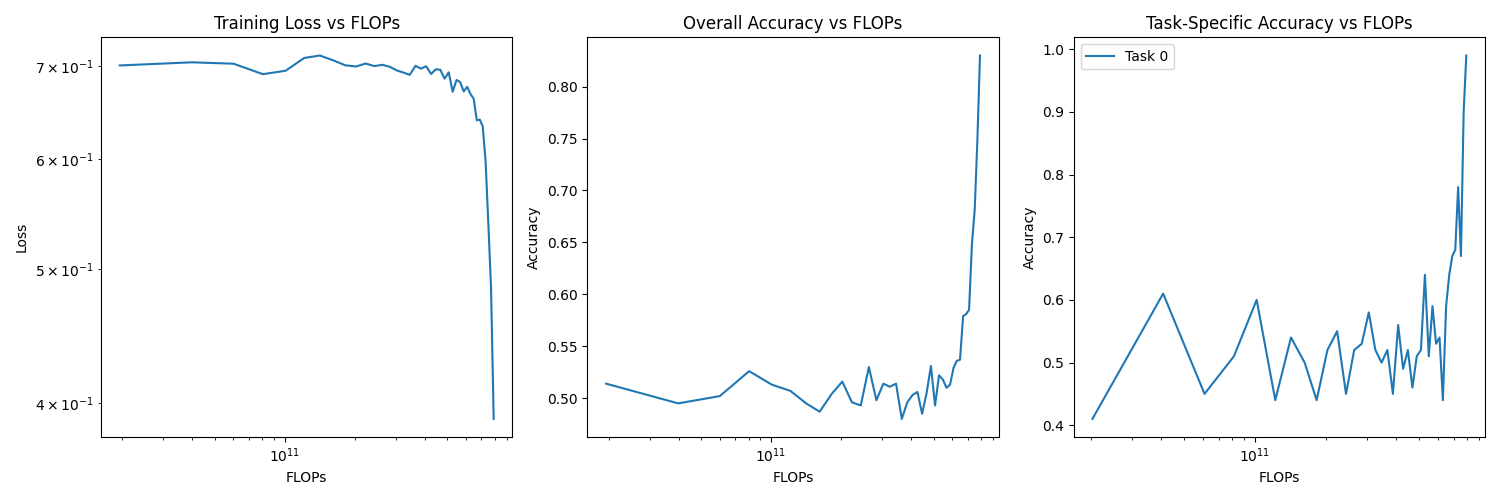 Training Loss vs FLOPs
7 × 10⁻¹
6 × 10⁻¹
5 × 10⁻¹
4 × 10⁻¹
Loss
10¹¹
FLOPs
Overall Accuracy vs FLOPs
0.80
0.75
0.70
0.65
0.60
0.55
0.50
Accuracy
10¹¹
FLOPs
Task-Specific Accuracy vs FLOPs
Task 0
1.0
0.9
0.8
0.7
0.6
0.5
0.4
Accuracy
10¹¹
FLOPs